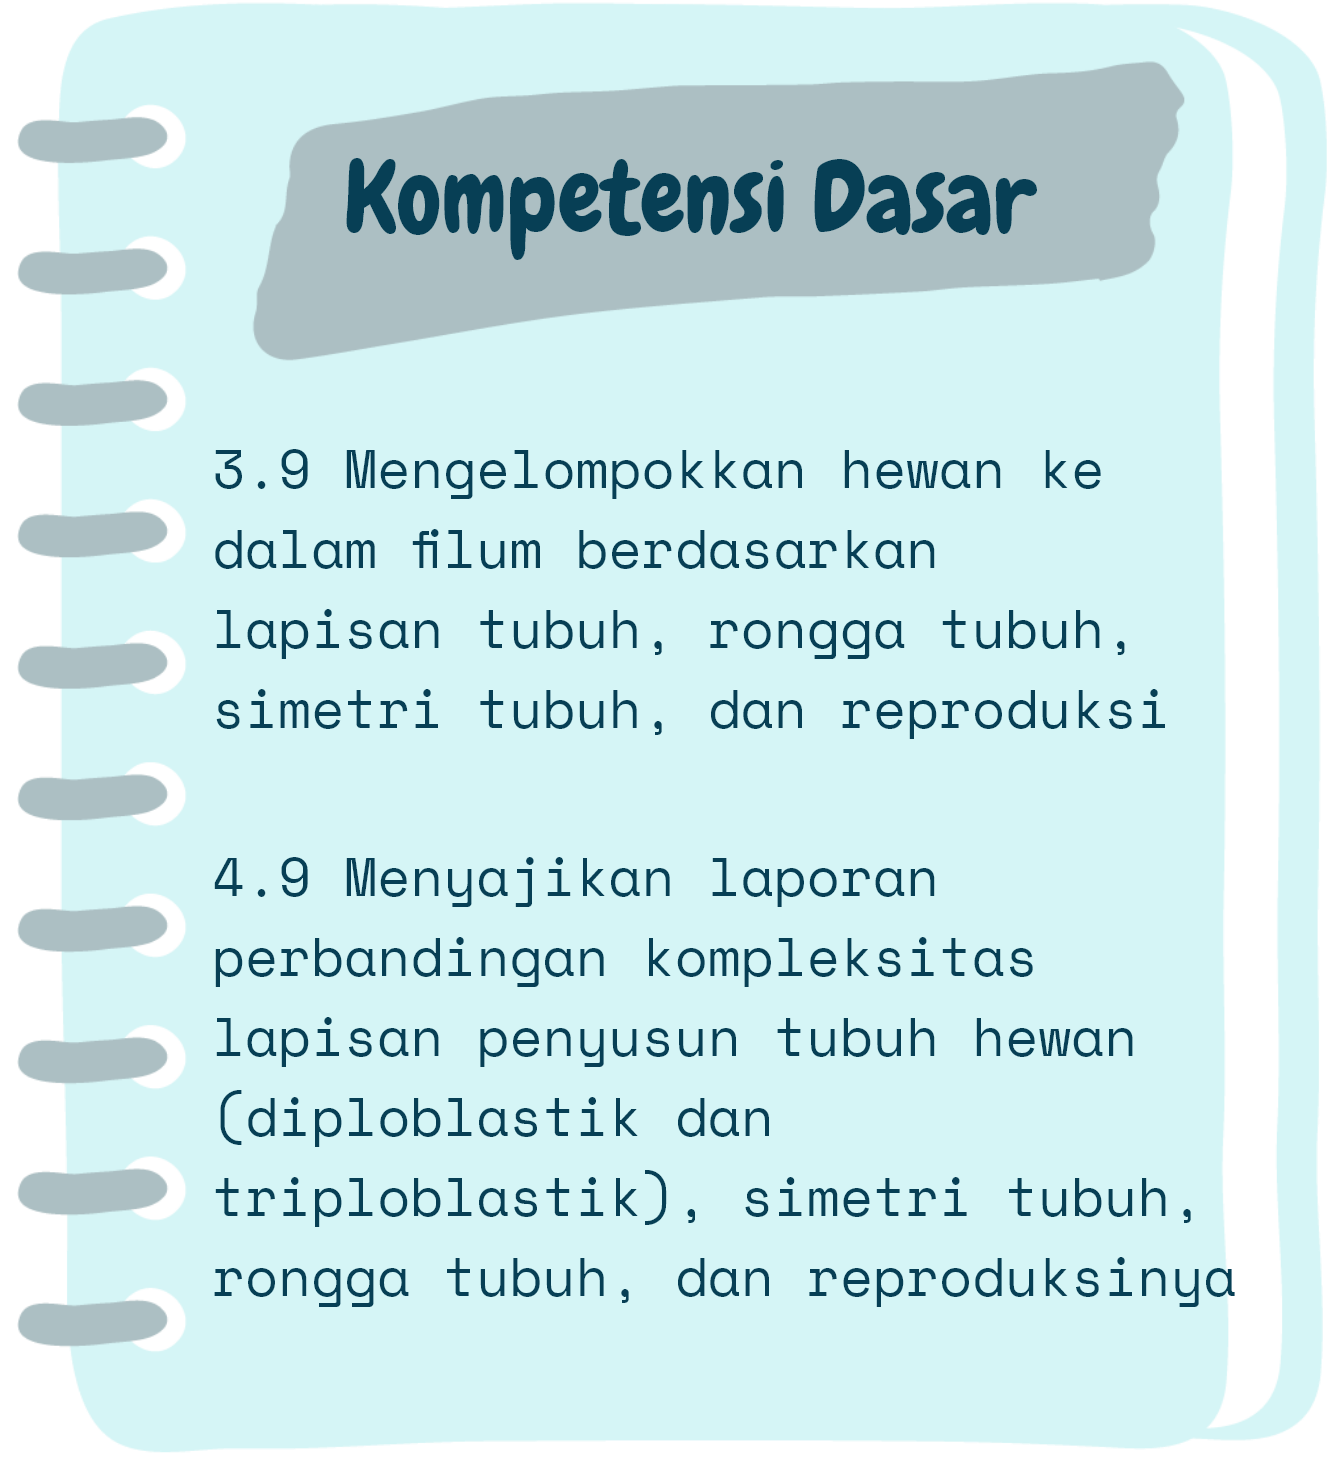 Kompetensi Dasar
3.9 Mengelompokkan hewan ke
dalam filum berdasarkan
lapisan tubuh, rongga tubuh,
simetri tubuh, dan reproduksi
4.9 Menyajikan laporan
perbandingan kompleksitas
lapisan penyusun tubuh hewan
(diploblastik dan
triploblastik), simetri tubuh,
rongga tubuh, dan reproduksinya